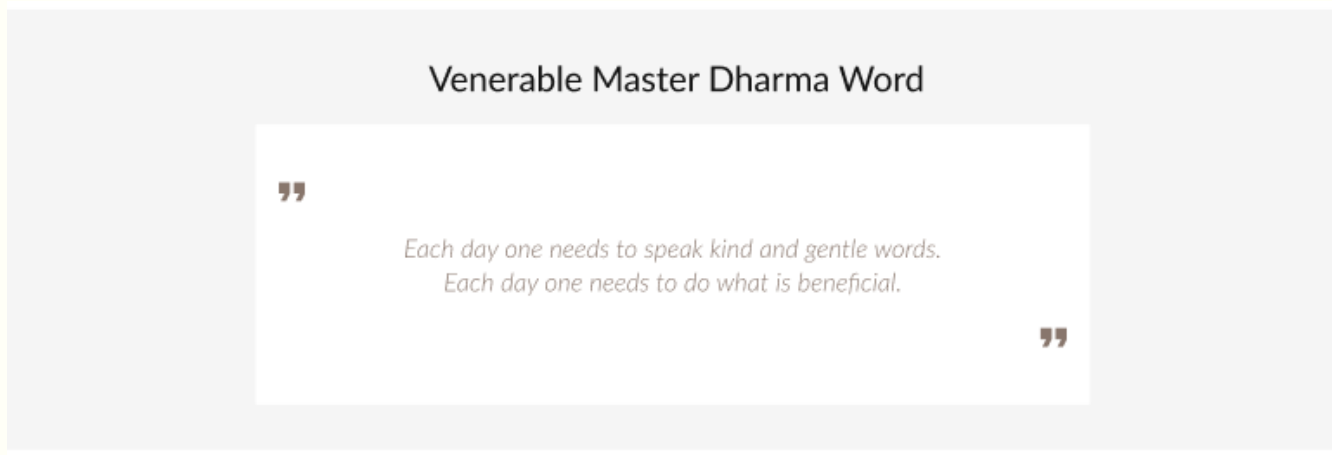 Venerable Master Dharma Word
”
Each day one needs to speak kind and gentle words.
Each day one needs to do what is beneficial.
”